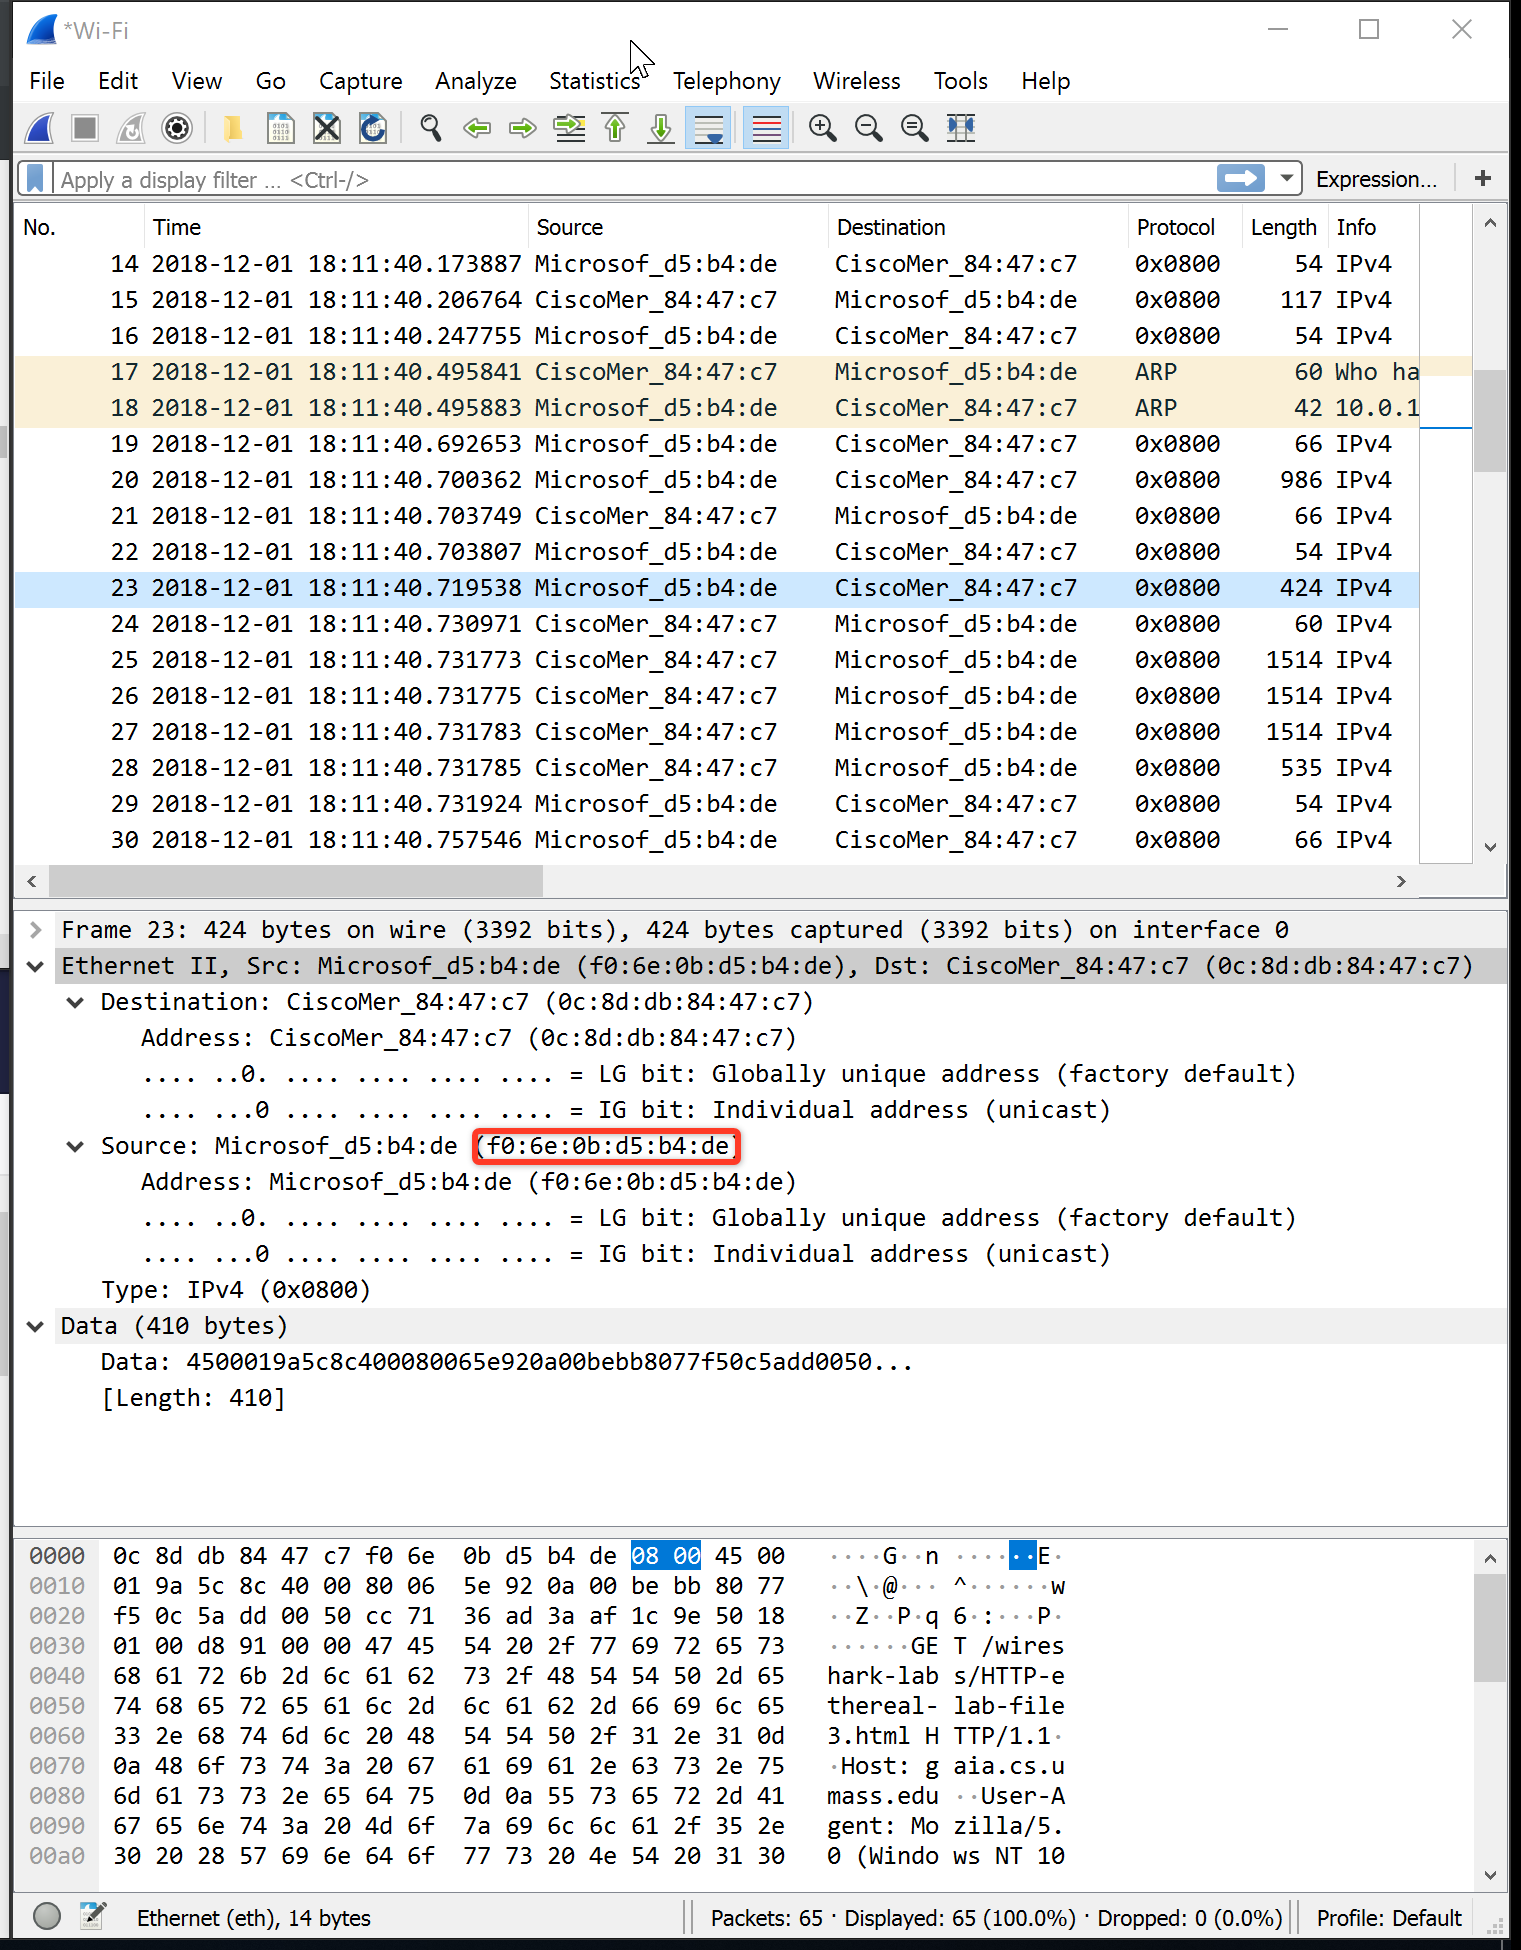 *Wi-Fi
File Edit View Go Capture Analyze Statistics Telephony Wireless Tools Help
Apply a display filter ... <Ctrl-/> Expression... +
No. Time Source Destination Protocol Length Info
14 2018-12-01 18:11:40.173887 Microsof_d5:b4:de CiscoMer_84:47:c7 0x0800 54 IPv4
15 2018-12-01 18:11:40.206764 CiscoMer_84:47:c7 Microsof_d5:b4:de 0x0800 117 IPv4
16 2018-12-01 18:11:40.247755 Microsof_d5:b4:de CiscoMer_84:47:c7 0x0800 54 IPv4
17 2018-12-01 18:11:40.495841 CiscoMer_84:47:c7 Microsof_d5:b4:de ARP 60 Who ha
18 2018-12-01 18:11:40.495883 Microsof_d5:b4:de CiscoMer_84:47:c7 ARP 42 10.0.1
19 2018-12-01 18:11:40.692653 Microsof_d5:b4:de CiscoMer_84:47:c7 0x0800 66 IPv4
20 2018-12-01 18:11:40.700362 Microsof_d5:b4:de CiscoMer_84:47:c7 0x0800 986 IPv4
21 2018-12-01 18:11:40.703749 CiscoMer_84:47:c7 Microsof_d5:b4:de 0x0800 66 IPv4
22 2018-12-01 18:11:40.703807 Microsof_d5:b4:de CiscoMer_84:47:c7 0x0800 54 IPv4
23 2018-12-01 18:11:40.719538 Microsof_d5:b4:de CiscoMer_84:47:c7 0x0800 424 IPv4
24 2018-12-01 18:11:40.730971 CiscoMer_84:47:c7 Microsof_d5:b4:de 0x0800 60 IPv4
25 2018-12-01 18:11:40.731773 CiscoMer_84:47:c7 Microsof_d5:b4:de 0x0800 1514 IPv4
26 2018-12-01 18:11:40.731775 CiscoMer_84:47:c7 Microsof_d5:b4:de 0x0800 1514 IPv4
27 2018-12-01 18:11:40.731783 CiscoMer_84:47:c7 Microsof_d5:b4:de 0x0800 1514 IPv4
28 2018-12-01 18:11:40.731785 CiscoMer_84:47:c7 Microsof_d5:b4:de 0x0800 535 IPv4
29 2018-12-01 18:11:40.731924 Microsof_d5:b4:de CiscoMer_84:47:c7 0x0800 54 IPv4
30 2018-12-01 18:11:40.757546 Microsof_d5:b4:de CiscoMer_84:47:c7 0x0800 66 IPv4
Frame 23: 424 bytes on wire (3392 bits), 424 bytes captured (3392 bits) on interface 0
Ethernet II, Src: Microsof_d5:b4:de (f0:6e:0b:d5:b4:de), Dst: CiscoMer_84:47:c7 (0c:8d:db:84:47:c7)
Destination: CiscoMer_84:47:c7 (0c:8d:db:84:47:c7)
Address: CiscoMer_84:47:c7 (0c:8d:db:84:47:c7)
.... ..0. .... .... .... .... = LG bit: Globally unique address (factory default)
.... ...0 .... .... .... .... = IG bit: Individual address (unicast)
Source: Microsof_d5:b4:de (f0:6e:0b:d5:b4:de)
Address: Microsof_d5:b4:de (f0:6e:0b:d5:b4:de)
.... ..0. .... .... .... .... = LG bit: Globally unique address (factory default)
.... ...0 .... .... .... .... = IG bit: Individual address (unicast)
Type: IPv4 (0x0800)
Data (410 bytes)
Data: 4500019a5c8c400080065e920a00bebb8077f50c5add0050...
[Length: 410]
0000 0c 8d db 84 47 c7 f0 6e 0b d5 b4 de 08 00 45 00 ····G··n ······E·
0010 01 9a 5c 8c 40 00 80 06 5e 92 0a 00 be bb 80 77 ··\·@··· ^······w
0020 f5 0c 5a dd 00 50 cc 71 36 ad 3a af 1c 9e 50 18 ··Z··P·q 6·:···P·
0030 01 00 d8 91 00 00 47 45 54 20 2f 77 69 72 65 73 ······GE T /wires
0040 68 61 72 6b 2d 6c 61 62 73 2f 48 54 54 50 2d 65 hark-lab s/HTTP-e
0050 74 68 65 72 65 61 6c 2d 6c 61 62 2d 66 69 6c 65 thereal- lab-file
0060 33 2e 68 74 6d 6c 20 48 54 54 50 2f 31 2e 31 0d 3.html H TTP/1.1·
0070 0a 48 6f 73 74 3a 20 67 61 69 61 2e 63 73 2e 75 ·Host: g aia.cs.u
0080 6d 61 73 73 2e 65 64 75 0d 0a 55 73 65 72 2d 41 mass.edu ··User-A
0090 67 65 6e 74 3a 20 4d 6f 7a 69 6c 6c 61 2f 35 2e gent: Mo zilla/5.
00a0 30 20 28 57 69 6e 64 6f 77 73 20 4e 54 20 31 30 0 (Windo ws NT 10
Ethernet (eth), 14 bytes Packets: 65 · Displayed: 65 (100.0%) · Dropped: 0 (0.0%) Profile: Default